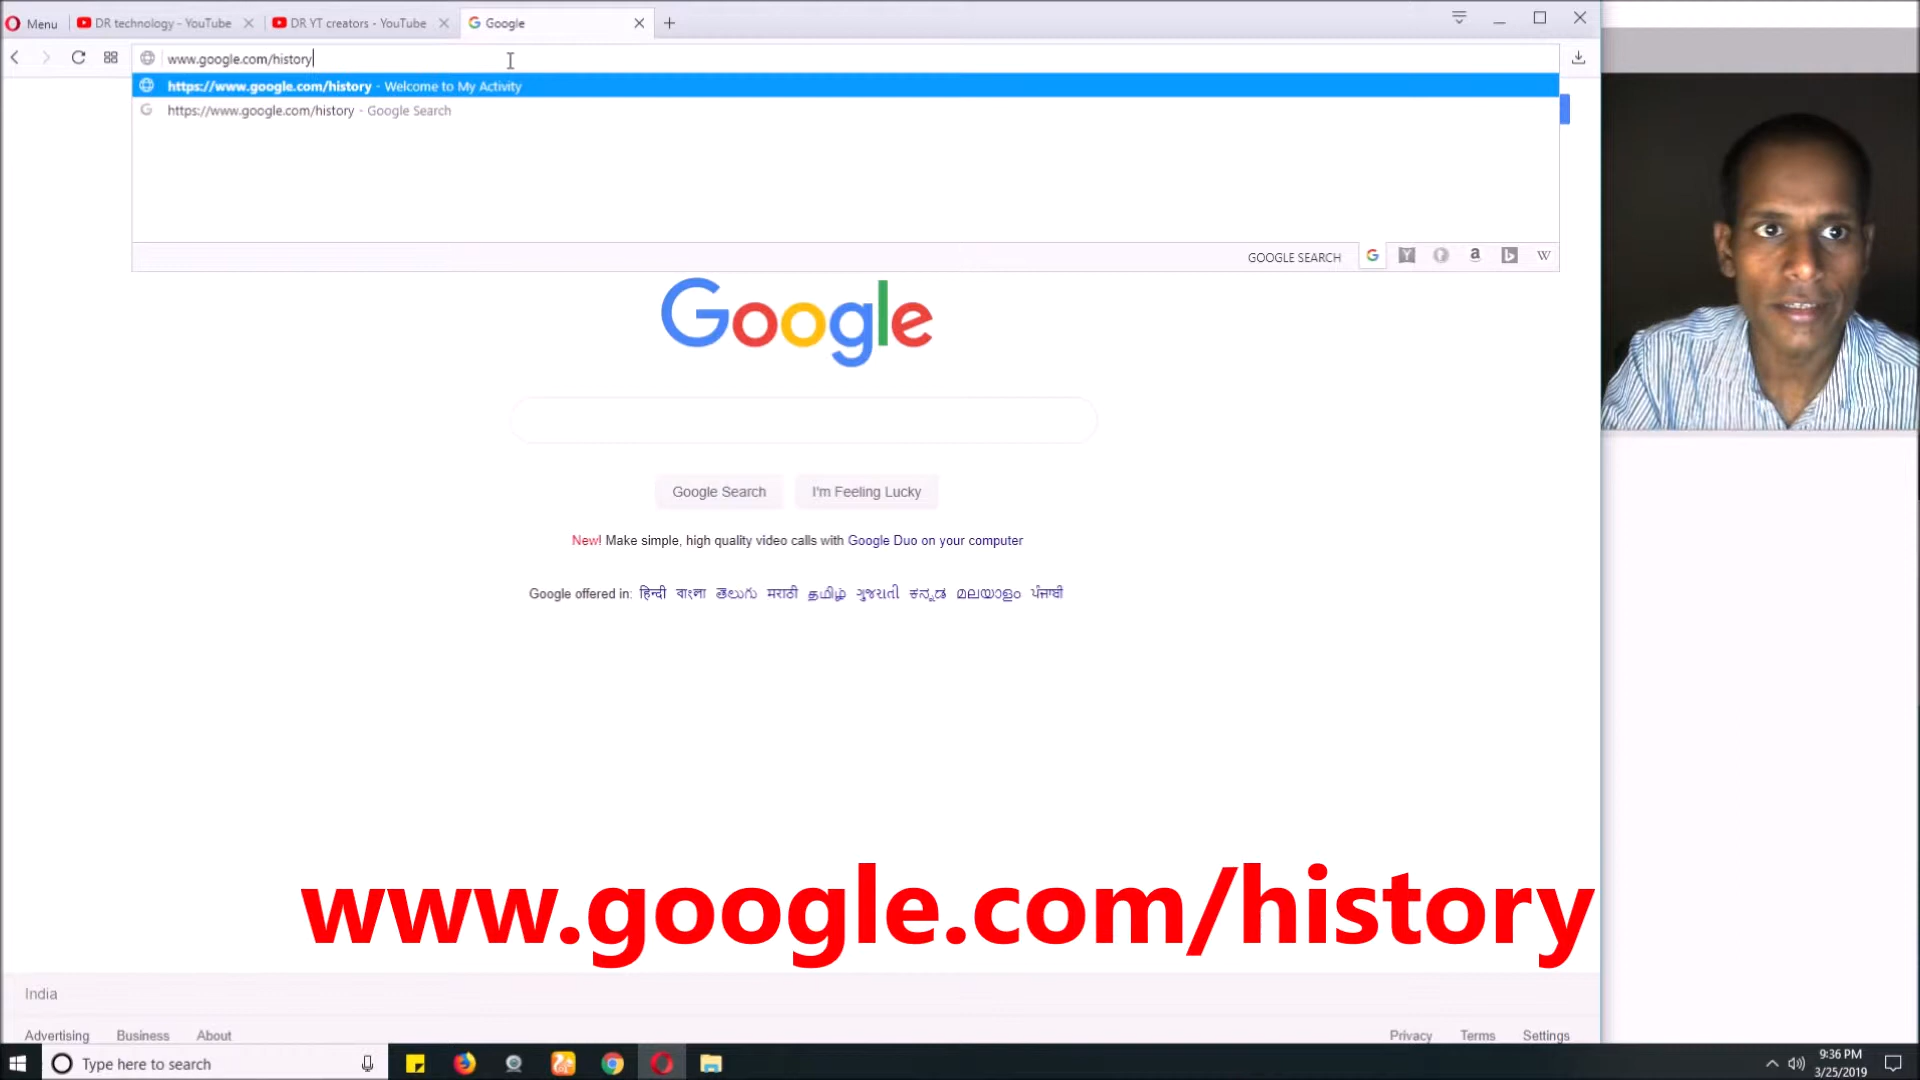 Menu
DR technology - YouTube
DR YT creators - YouTube
Google
www.google.com/history
https://www.google.com/history - Welcome to My Activity
https://www.google.com/history - Google Search
GOOGLE SEARCH
Google
Google Search
I'm Feeling Lucky
New! Make simple, high quality video calls with Google Duo on your computer
Google offered in: हिन्दी বাংলা తెలుగు मराठी தமிழ் ગુજરાતી ಕನ್ನಡ മലയാളം ਪੰਜਾਬੀ
www.google.com/history
India
Advertising Business About
Privacy Terms Settings
Type here to search
9:36 PM
3/25/2019